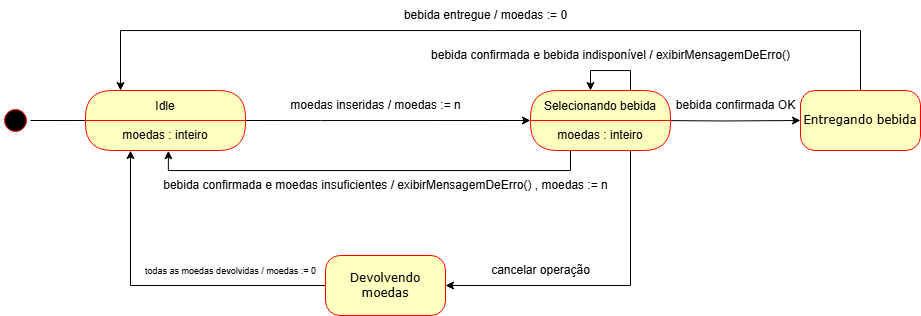 bebida entregue / moedas := 0
bebida confirmada e bebida indisponível / exibirMensagemDeErro()
Idle
moedas : inteiro
moedas inseridas / moedas := n
Selecionando bebida
moedas : inteiro
bebida confirmada OK
Entregando bebida
bebida confirmada e moedas insuficientes / exibirMensagemDeErro() , moedas := n
todas as moedas devolvidas / moedas := 0
Devolvendo
moedas
cancelar operação